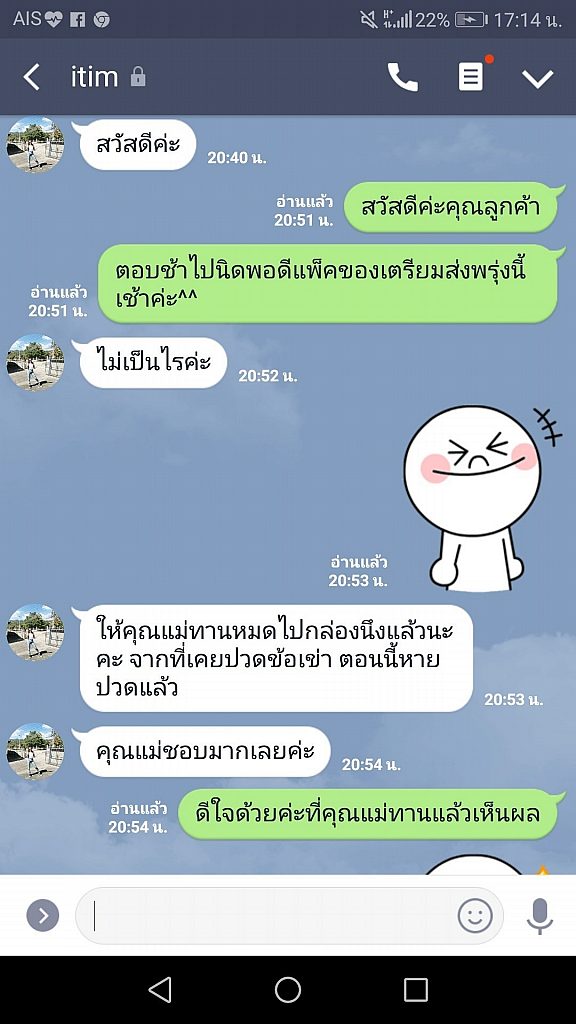 AIS
22%
17:14 น.
itim
สวัสดีค่ะ
20:40 น.
อ่านแล้ว
20:51 น.
สวัสดีค่ะคุณลูกค้า
ตอบช้าไปนิดพอดีแพ็คของเตรียมส่งพรุ่งนี้
เช้าค่ะ^^
อ่านแล้ว
20:51 น.
ไม่เป็นไรค่ะ
20:52 น.
อ่านแล้ว
20:53 น.
ให้คุณแม่ทานหมดไปกล่องนึงแล้วนะ
คะ จากที่เคยปวดข้อเข่า ตอนนี้หาย
ปวดแล้ว
20:53 น.
คุณแม่ชอบมากเลยค่ะ
20:54 น.
อ่านแล้ว
20:54 น.
ดีใจด้วยค่ะที่คุณแม่ทานแล้วเห็นผล